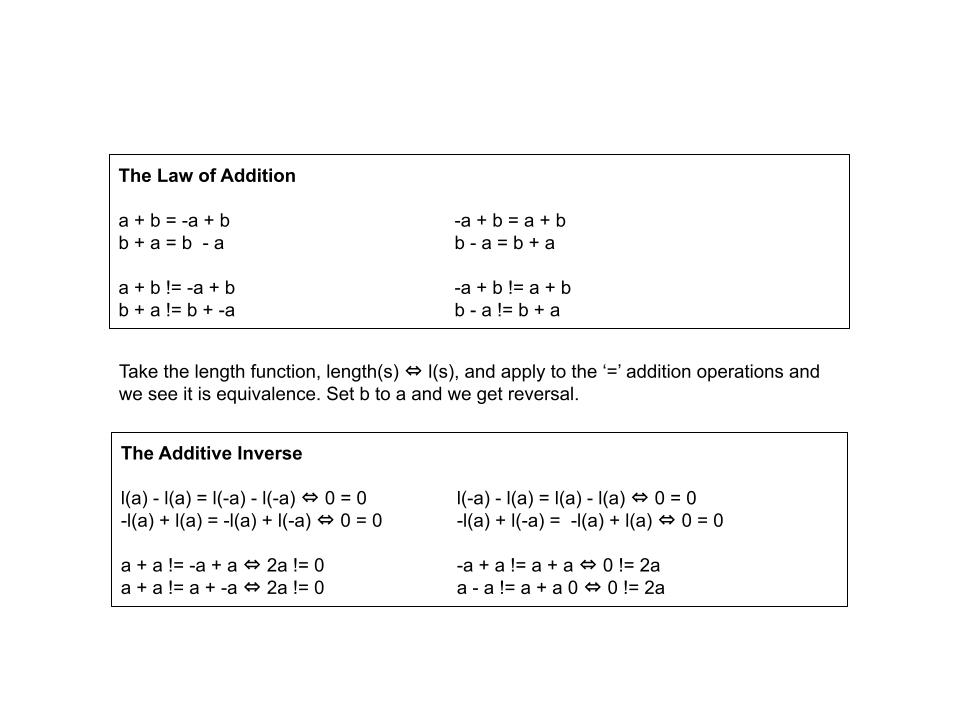 The Law of Addition
a + b = -a + b -a + b = a + b
b + a = b  - a b - a = b + a
a + b != -a + b -a + b != a + b
b + a != b + -a b - a != b + a
Take the length function, length(s) ⇔ l(s), and apply to the ‘=’ addition operations and
we see it is equivalence. Set b to a and we get reversal.
The Additive Inverse
l(a) - l(a) = l(-a) - l(-a) ⇔ 0 = 0 l(-a) - l(a) = l(a) - l(a) ⇔ 0 = 0
-l(a) + l(a) = -l(a) + l(-a) ⇔ 0 = 0 -l(a) + l(-a) =  -l(a) + l(a) ⇔ 0 = 0
a + a != -a + a ⇔ 2a != 0 -a + a != a + a ⇔ 0 != 2a
a + a != a + -a ⇔ 2a != 0 a - a != a + a 0 ⇔ 0 != 2a